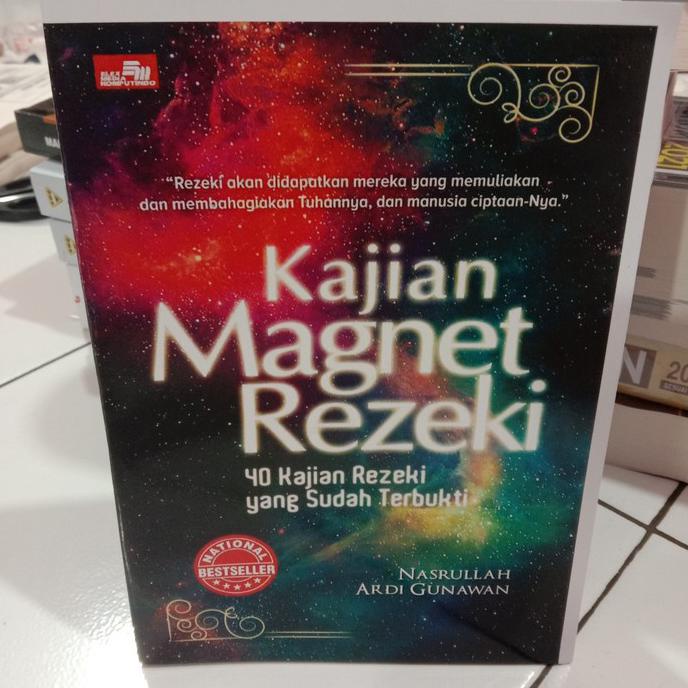 ELEX
MEDIA
KOMPUTINDO
“Rezeki akan didapatkan mereka yang memuliakan
dan membahagiakan Tuhannya, dan manusia ciptaan-Nya.”
Kajian
Magnet
Rezeki
40 Kajian Rezeki
yang Sudah Terbukti
NATIONAL
BESTSELLER
NASRULLAH
ARDI GUNAWAN